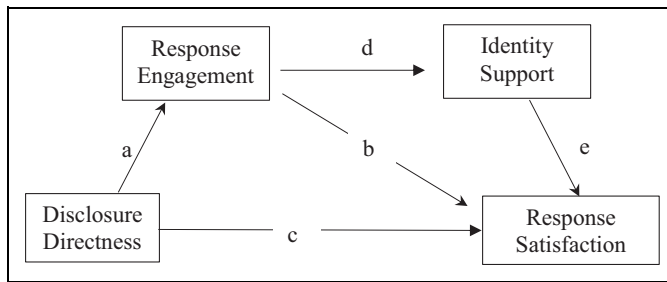 Response
Engagement
d
Identity
Support
a
b
e
Disclosure
Directness
c
Response
Satisfaction